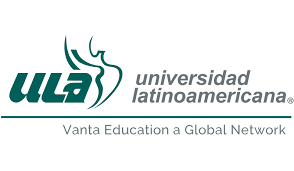 ULA
universidad
latinoamericana®
Vanta Education a Global Network